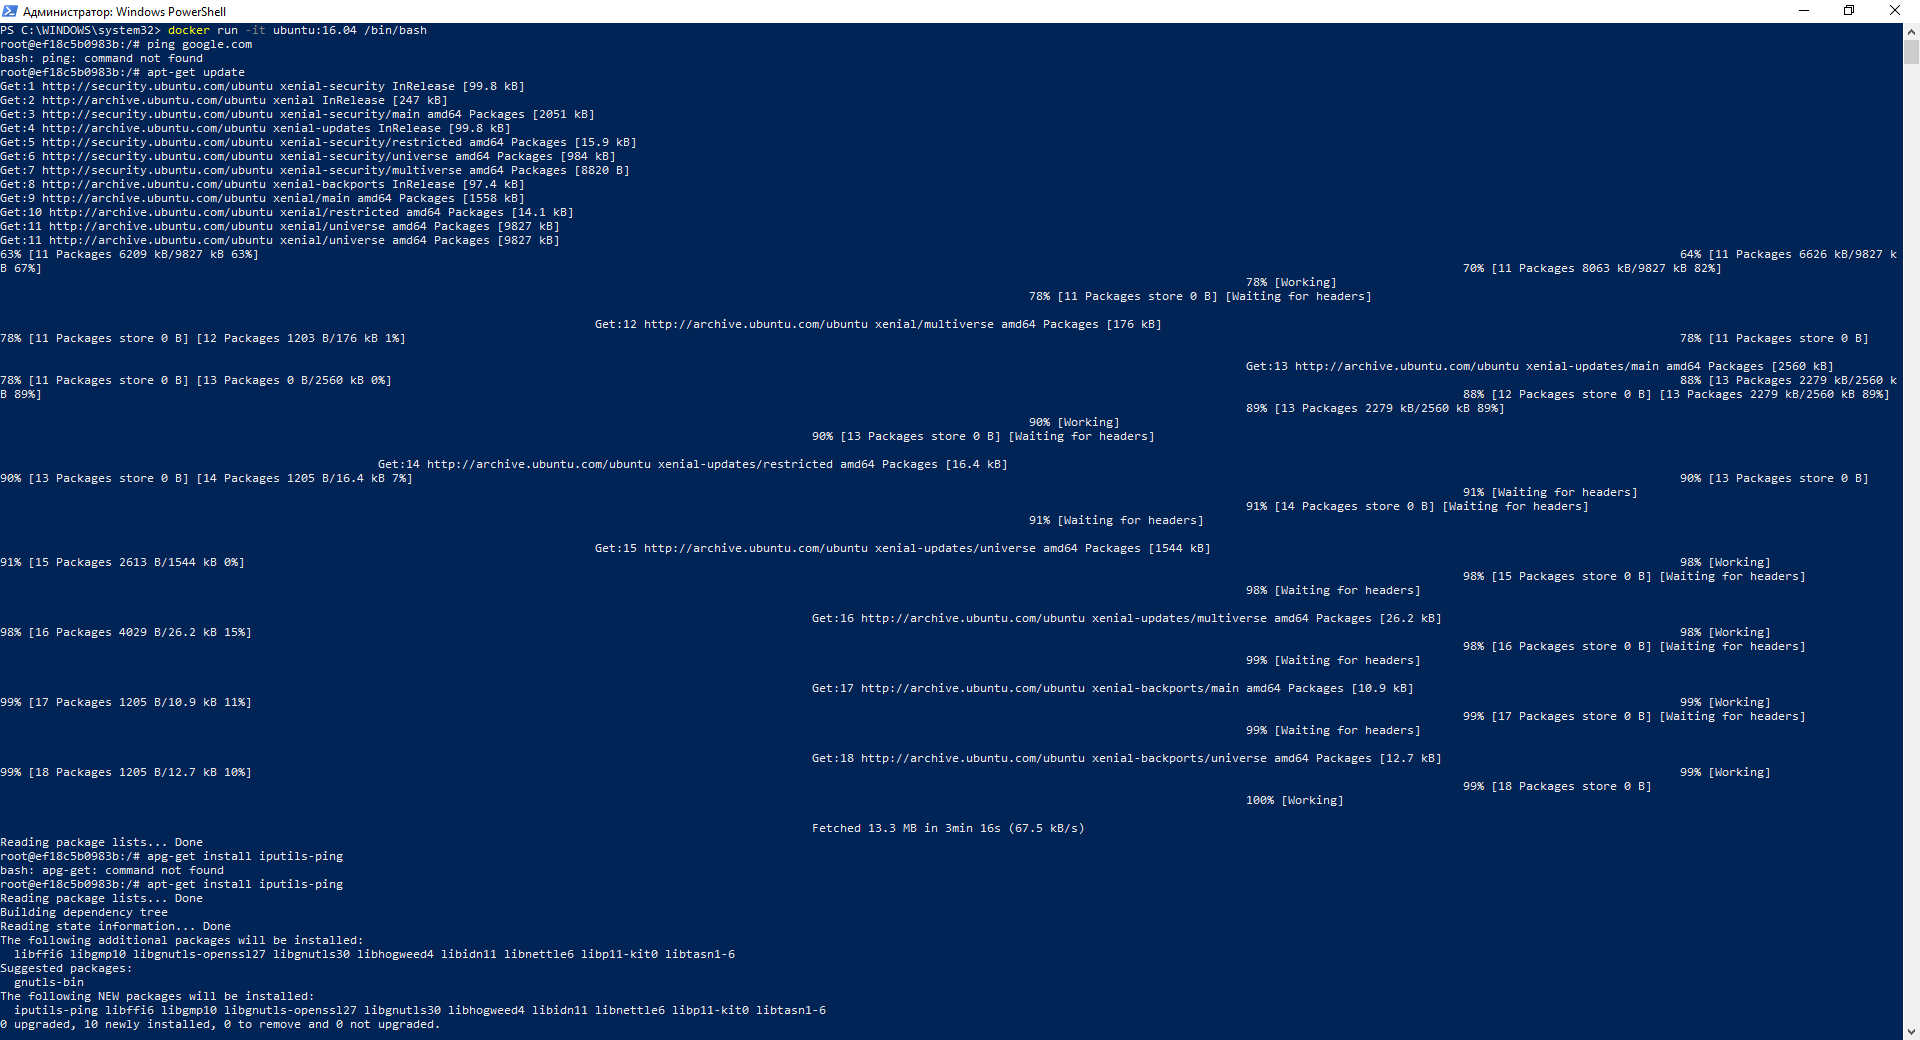 Администратор: Windows PowerShell
PS C:\WINDOWS\system32> docker run -it ubuntu:16.04 /bin/bash
root@ef18c5b0983b:/# ping google.com
bash: ping: command not found
root@ef18c5b0983b:/# apt-get update
Get:1 http://security.ubuntu.com/ubuntu xenial-security InRelease [99.8 kB]
Get:2 http://archive.ubuntu.com/ubuntu xenial InRelease [247 kB]
Get:3 http://security.ubuntu.com/ubuntu xenial-security/main amd64 Packages [2051 kB]
Get:4 http://archive.ubuntu.com/ubuntu xenial-updates InRelease [99.8 kB]
Get:5 http://security.ubuntu.com/ubuntu xenial-security/restricted amd64 Packages [15.9 kB]
Get:6 http://security.ubuntu.com/ubuntu xenial-security/universe amd64 Packages [984 kB]
Get:7 http://security.ubuntu.com/ubuntu xenial-security/multiverse amd64 Packages [8820 B]
Get:8 http://archive.ubuntu.com/ubuntu xenial-backports InRelease [97.4 kB]
Get:9 http://archive.ubuntu.com/ubuntu xenial/main amd64 Packages [1558 kB]
Get:10 http://archive.ubuntu.com/ubuntu xenial/restricted amd64 Packages [14.1 kB]
Get:11 http://archive.ubuntu.com/ubuntu xenial/universe amd64 Packages [9827 kB]
Get:11 http://archive.ubuntu.com/ubuntu xenial/universe amd64 Packages [9827 kB]
63% [11 Packages 6209 kB/9827 kB 63%] 64% [11 Packages 6626 kB/9827 k
B 67%] 70% [11 Packages 8063 kB/9827 kB 82%]
78% [Working]
78% [11 Packages store 0 B] [Waiting for headers]
Get:12 http://archive.ubuntu.com/ubuntu xenial/multiverse amd64 Packages [176 kB]
78% [11 Packages store 0 B] [12 Packages 1203 B/176 kB 1%] 78% [11 Packages store 0 B]
Get:13 http://archive.ubuntu.com/ubuntu xenial-updates/main amd64 Packages [2560 kB]
78% [11 Packages store 0 B] [13 Packages 0 B/2560 kB 0%] 88% [13 Packages 2279 kB/2560 k
B 89%] 88% [12 Packages store 0 B] [13 Packages 2279 kB/2560 kB 89%]
89% [13 Packages 2279 kB/2560 kB 89%]
90% [Working]
90% [13 Packages store 0 B] [Waiting for headers]
Get:14 http://archive.ubuntu.com/ubuntu xenial-updates/restricted amd64 Packages [16.4 kB]
90% [13 Packages store 0 B] [14 Packages 1205 B/16.4 kB 7%] 90% [13 Packages store 0 B]
91% [Waiting for headers]
91% [14 Packages store 0 B] [Waiting for headers]
91% [Waiting for headers]
Get:15 http://archive.ubuntu.com/ubuntu xenial-updates/universe amd64 Packages [1544 kB]
91% [15 Packages 2613 B/1544 kB 0%] 98% [Working]
98% [15 Packages store 0 B] [Waiting for headers]
98% [Waiting for headers]
Get:16 http://archive.ubuntu.com/ubuntu xenial-updates/multiverse amd64 Packages [26.2 kB]
98% [16 Packages 4029 B/26.2 kB 15%] 98% [Working]
98% [16 Packages store 0 B] [Waiting for headers]
99% [Waiting for headers]
Get:17 http://archive.ubuntu.com/ubuntu xenial-backports/main amd64 Packages [10.9 kB]
99% [17 Packages 1205 B/10.9 kB 11%] 99% [Working]
99% [17 Packages store 0 B] [Waiting for headers]
99% [Waiting for headers]
Get:18 http://archive.ubuntu.com/ubuntu xenial-backports/universe amd64 Packages [12.7 kB]
99% [18 Packages 1205 B/12.7 kB 10%] 99% [Working]
99% [18 Packages store 0 B]
100% [Working]
Fetched 13.3 MB in 3min 16s (67.5 kB/s)
Reading package lists... Done
root@ef18c5b0983b:/# apg-get install iputils-ping
bash: apg-get: command not found
root@ef18c5b0983b:/# apt-get install iputils-ping
Reading package lists... Done
Building dependency tree
Reading state information... Done
The following additional packages will be installed:
libffi6 libgmp10 libgnutls-openssl27 libgnutls30 libhogweed4 libidn11 libnettle6 libp11-kit0 libtasn1-6
Suggested packages:
gnutls-bin
The following NEW packages will be installed:
iputils-ping libffi6 libgmp10 libgnutls-openssl27 libgnutls30 libhogweed4 libidn11 libnettle6 libp11-kit0 libtasn1-6
0 upgraded, 10 newly installed, 0 to remove and 0 not upgraded.